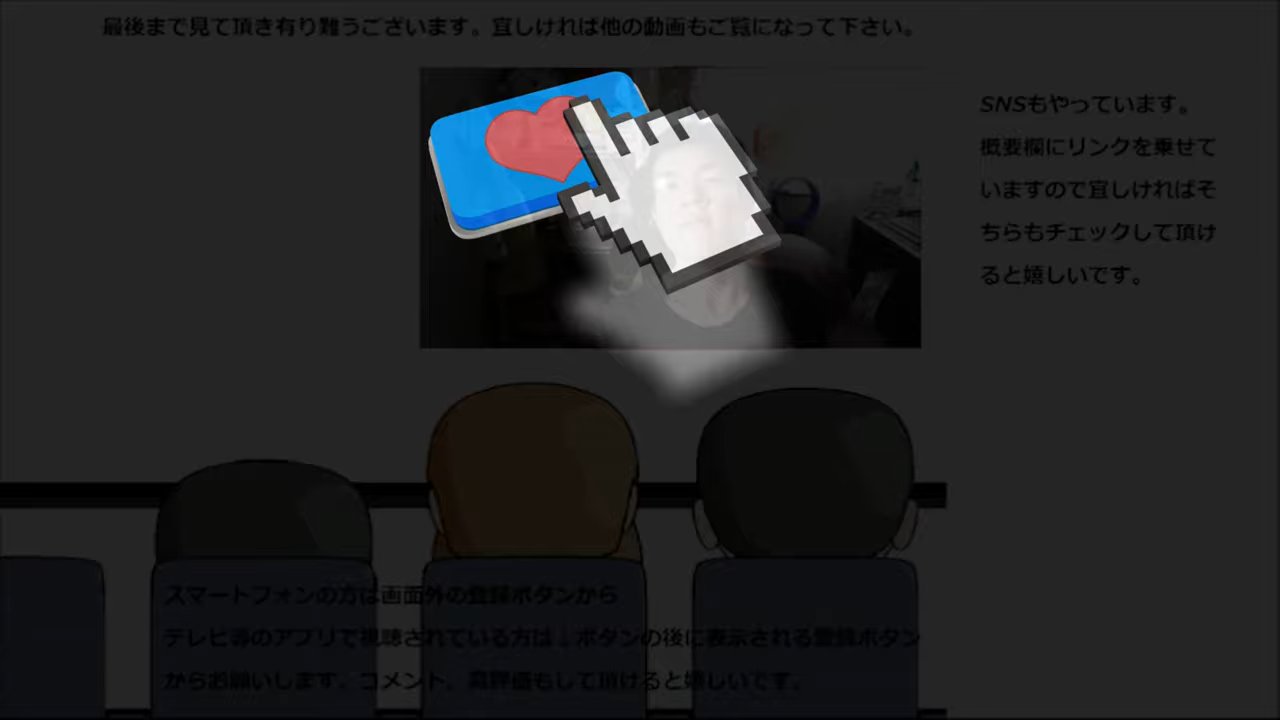 最後まで見て頂き有り難うございます。宜しければ他の動画もご覧になって下さい。
SNSもやっています。
概要欄にリンクを乗せて
いますので宜しければそ
ちらもチェックして頂け
ると嬉しいです。
スマートフォンの方は画面外の登録ボタンから
テレビ等のアプリで視聴されている方は↓ボタンの後に表示される登録ボタン
からお願いします。コメント、高評価もして頂けると嬉しいです。